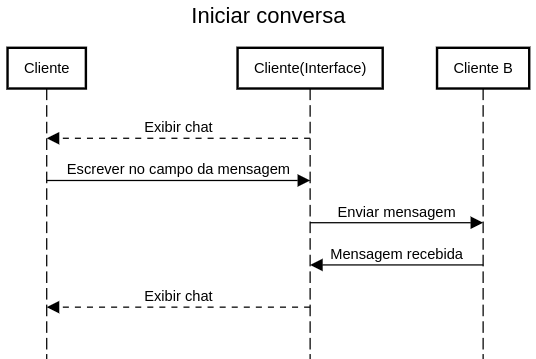 Iniciar conversa
Cliente
Cliente(Interface)
Cliente B
Exibir chat
Escrever no campo da mensagem
Enviar mensagem
Mensagem recebida
Exibir chat